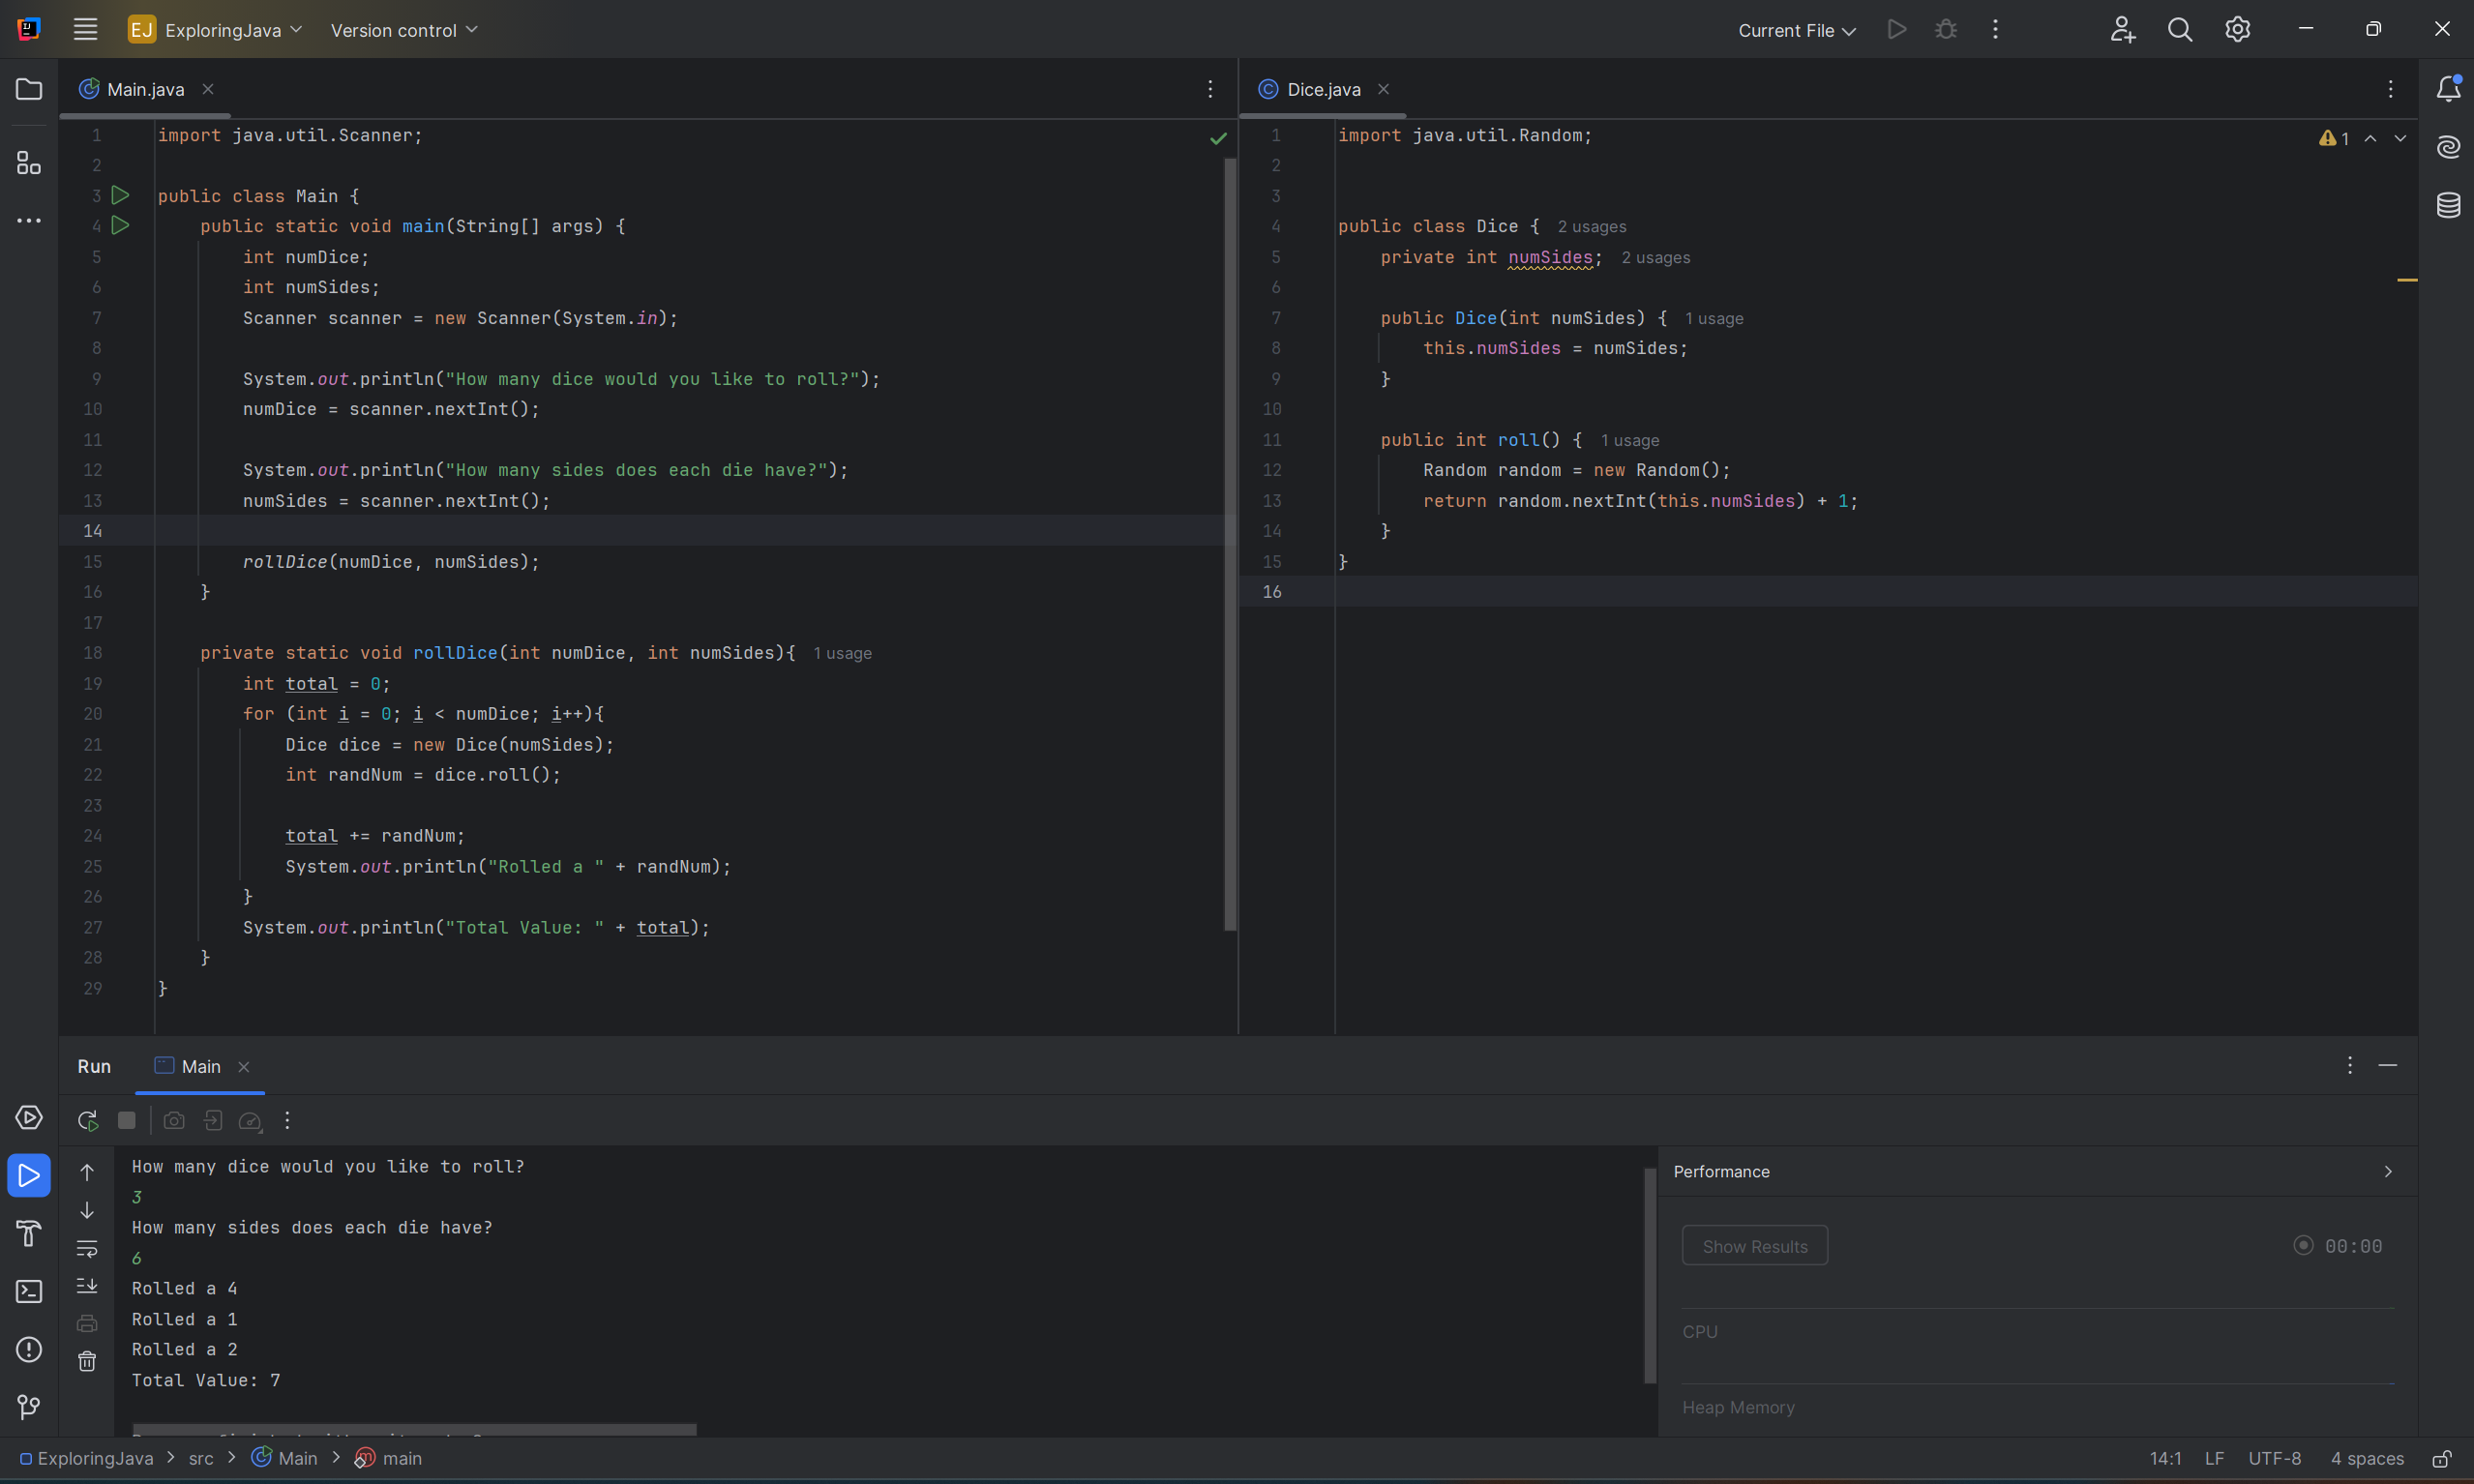 EJ ExploringJava Version control Current File
Main.java
1 import java.util.Scanner;
2
3 public class Main {
4 public static void main(String[] args) {
5 int numDice;
6 int numSides;
7 Scanner scanner = new Scanner(System.in);
8
9 System.out.println("How many dice would you like to roll?");
10 numDice = scanner.nextInt();
11
12 System.out.println("How many sides does each die have?");
13 numSides = scanner.nextInt();
14
15 rollDice(numDice, numSides);
16 }
17
18 private static void rollDice(int numDice, int numSides){ 1 usage
19 int total = 0;
20 for (int i = 0; i < numDice; i++){
21 Dice dice = new Dice(numSides);
22 int randNum = dice.roll();
23
24 total += randNum;
25 System.out.println("Rolled a " + randNum);
26 }
27 System.out.println("Total Value: " + total);
28 }
29 }
Dice.java
1 import java.util.Random;
1
2
3
4 public class Dice { 2 usages
5 private int numSides; 2 usages
6
7 public Dice(int numSides) { 1 usage
8 this.numSides = numSides;
9 }
10
11 public int roll() { 1 usage
12 Random random = new Random();
13 return random.nextInt(this.numSides) + 1;
14 }
15 }
16
Run Main
How many dice would you like to roll?
3
How many sides does each die have?
6
Rolled a 4
Rolled a 1
Rolled a 2
Total Value: 7
Performance
Show Results 00:00
CPU
Heap Memory
ExploringJava > src > Main > main 14:1 LF UTF-8 4 spaces